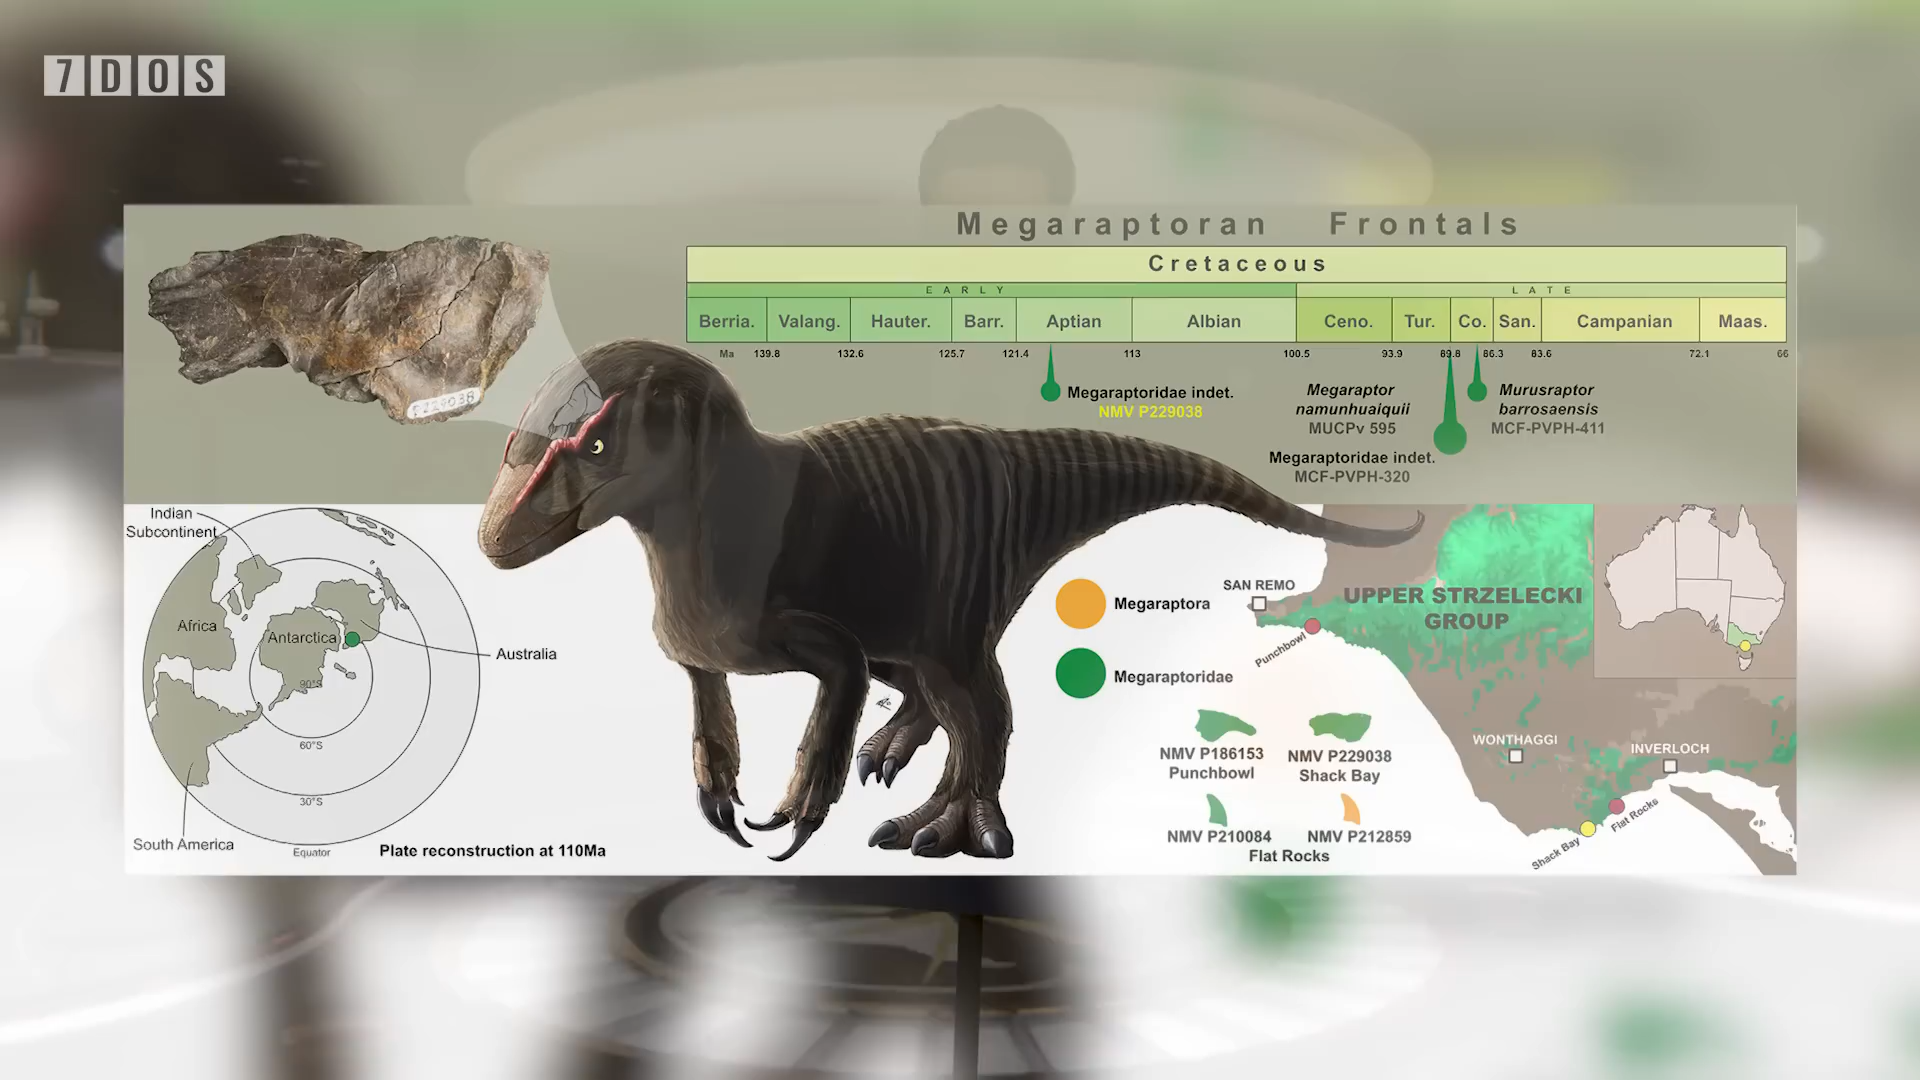 7DOS
Megaraptoran Frontals
Cretaceous
EARLY
LATE
Berria.
Valang.
Hauter.
Barr.
Aptian
Albian
Ceno.
Tur.
Co.
San.
Campanian
Maas.
Ma
139.8
132.6
125.7
121.4
113
100.5
93.9
89.8
86.3
83.6
72.1
66
P229038
Megaraptoridae indet.
NMV P229038
Megaraptor
namunhuaiquii
MUCPv 595
Murusraptor
barrosaensis
MCF-PVPH-411
Megaraptoridae indet.
MCF-PVPH-320
Indian
Subcontinent
Africa
Antarctica
Australia
90°S
60°S
30°S
South America
Equator
Plate reconstruction at 110Ma
Megaraptora
Megaraptoridae
NMV P186153
Punchbowl
NMV P229038
Shack Bay
NMV P210084
NMV P212859
Flat Rocks
SAN REMO
Punchbowl
UPPER STRZELECKI
GROUP
WONTHAGGI
INVERLOCH
Flat Rocks
Shack Bay